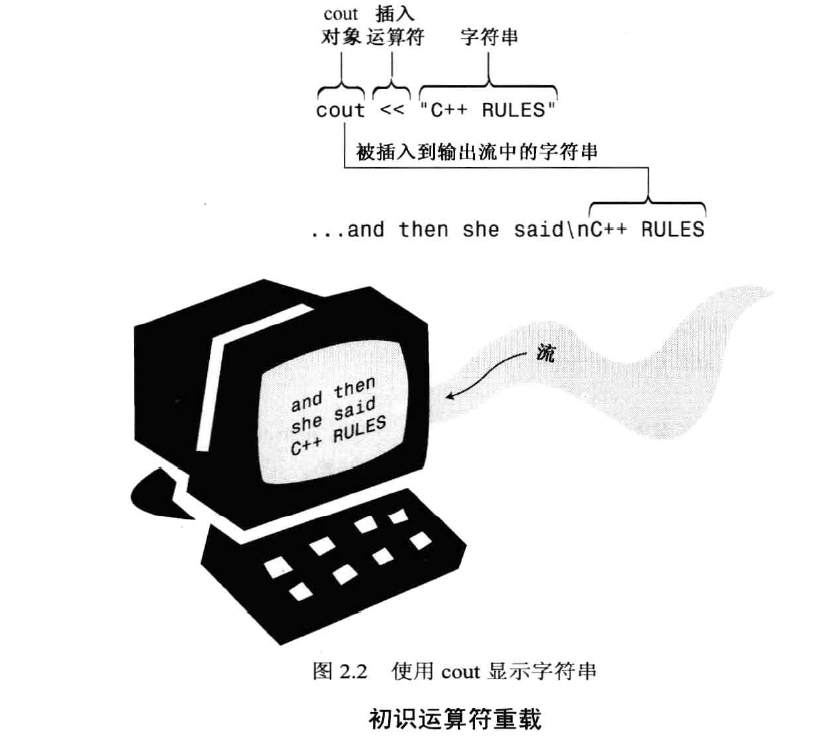 cout 插入
对象 运算符 字符串
cout << "C++ RULES"
被插入到输出流中的字符串
...and then she said\nC++ RULES
流
and then
she said
C++ RULES
图 2.2 使用 cout 显示字符串
初识运算符重载